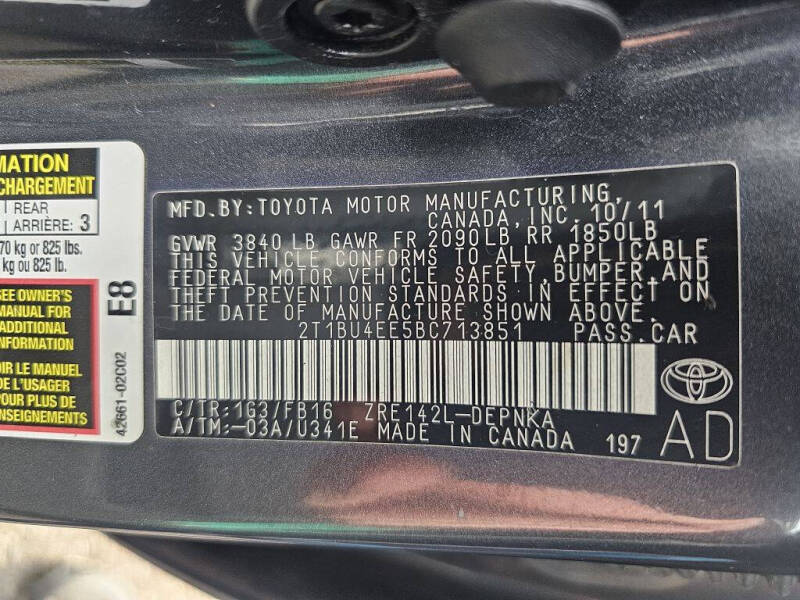 MATION
CHARGEMENT
REAR
ARRIÈRE: 3
70 kg or 825 lbs.
kg ou 825 lb.
SEE OWNER'S
MANUAL FOR
ADDITIONAL
INFORMATION
OIR LE MANUEL
DE L'USAGER
POUR PLUS DE
RENSEIGNEMENTS
E8
42661-02C02
MFD.BY:TOYOTA MOTOR MANUFACTURING,
CANADA, INC. 10/11
GVWR 3840 LB GAWR FR 2090LB RR 1850LB
THIS VEHICLE CONFORMS TO ALL APPLICABLE
FEDERAL MOTOR VEHICLE SAFETY, BUMPER, AND
THEFT PREVENTION STANDARDS IN EFFECT ON
THE DATE OF MANUFACTURE SHOWN ABOVE.
2T1BU4EE5BC713851 PASS.CAR
C/TR:1G3/FB16 ZRE142L-DEPNKA
A/TM:-03A/U341E MADE IN CANADA 197
AD